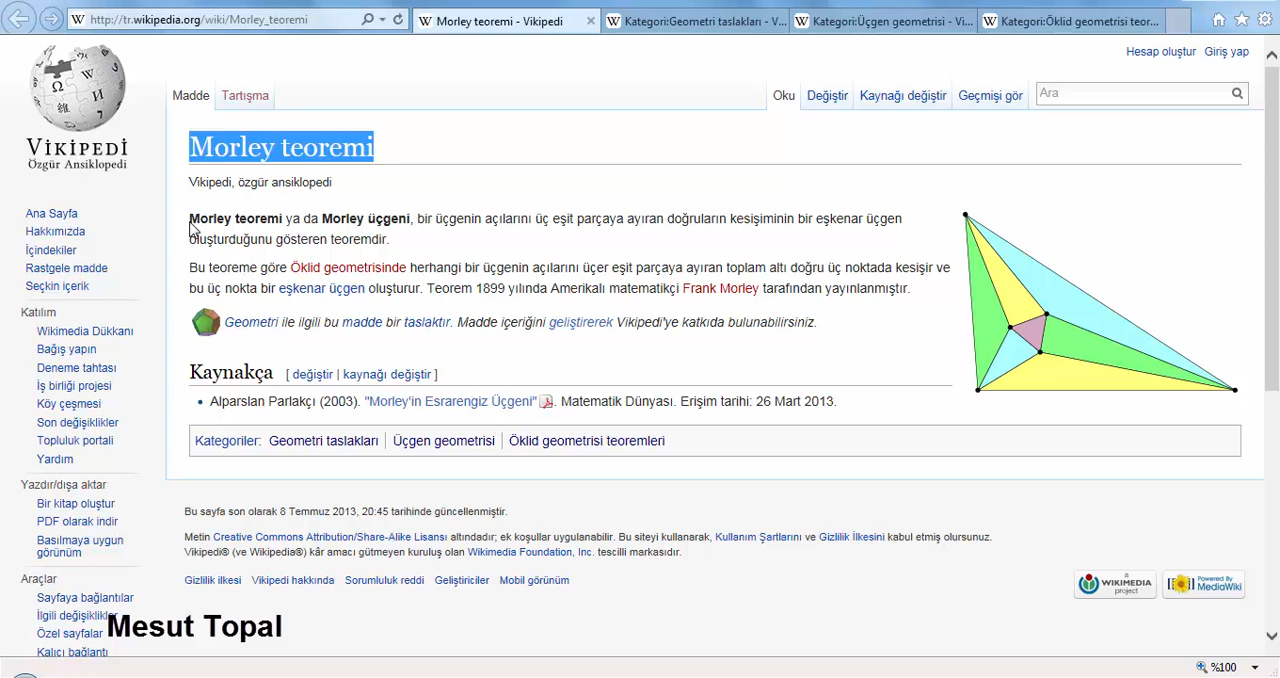 http://tr.wikipedia.org/wiki/Morley_teoremi
Morley teoremi - Vikipedi
Kategori:Geometri taslakları - V...
Kategori:Üçgen geometrisi - Vi...
Kategori:Öklid geometrisi teor...
Hesap oluştur Giriş yap
Madde Tartışma Oku Değiştir Kaynağı değiştir Geçmişi gör Ara
VİKİPEDİ
Özgür Ansiklopedi
Morley teoremi
Vikipedi, özgür ansiklopedi
Morley teoremi ya da Morley üçgeni, bir üçgenin açılarını üç eşit parçaya ayıran doğruların kesişiminin bir eşkenar üçgen
oluşturduğunu gösteren teoremdir.
Bu teoreme göre Öklid geometrisinde herhangi bir üçgenin açılarını üçer eşit parçaya ayıran toplam altı doğru üç noktada kesişir ve
bu üç nokta bir eşkenar üçgen oluşturur. Teorem 1899 yılında Amerikalı matematikçi Frank Morley tarafından yayınlanmıştır.
Geometri ile ilgili bu madde bir taslaktır. Madde içeriğini geliştirerek Vikipedi'ye katkıda bulunabilirsiniz.
Kaynakça [ değiştir | kaynağı değiştir ]
• Alparslan Parlakçı (2003). "Morley'in Esrarengiz Üçgeni" . Matematik Dünyası. Erişim tarihi: 26 Mart 2013.
Kategoriler: Geometri taslakları | Üçgen geometrisi | Öklid geometrisi teoremleri
Bu sayfa son olarak 8 Temmuz 2013, 20:45 tarihinde güncellenmiştir.
Metin Creative Commons Attribution/Share-Alike Lisansı altındadır; ek koşullar uygulanabilir. Bu siteyi kullanarak, Kullanım Şartlarını ve Gizlilik İlkesini kabul etmiş olursunuz.
Vikipedi® (ve Wikipedia®) kâr amacı gütmeyen kuruluş olan Wikimedia Foundation, Inc. tescilli markasıdır.
Gizlilik ilkesi Vikipedi hakkında Sorumluluk reddi Geliştiriciler Mobil görünüm
A WIKIMEDIA project
Powered By MediaWiki
Ana Sayfa
Hakkımızda
İçindekiler
Rastgele madde
Seçkin içerik
Katılım
Wikimedia Dükkanı
Bağış yapın
Deneme tahtası
İş birliği projesi
Köy çeşmesi
Son değişiklikler
Topluluk portali
Yardım
Yazdır/dışa aktar
Bir kitap oluştur
PDF olarak indir
Basılmaya uygun
görünüm
Araçlar
Sayfaya bağlantılar
İlgili değişiklikler
Özel sayfalar
Kalıcı bağlantı
Mesut Topal
%100